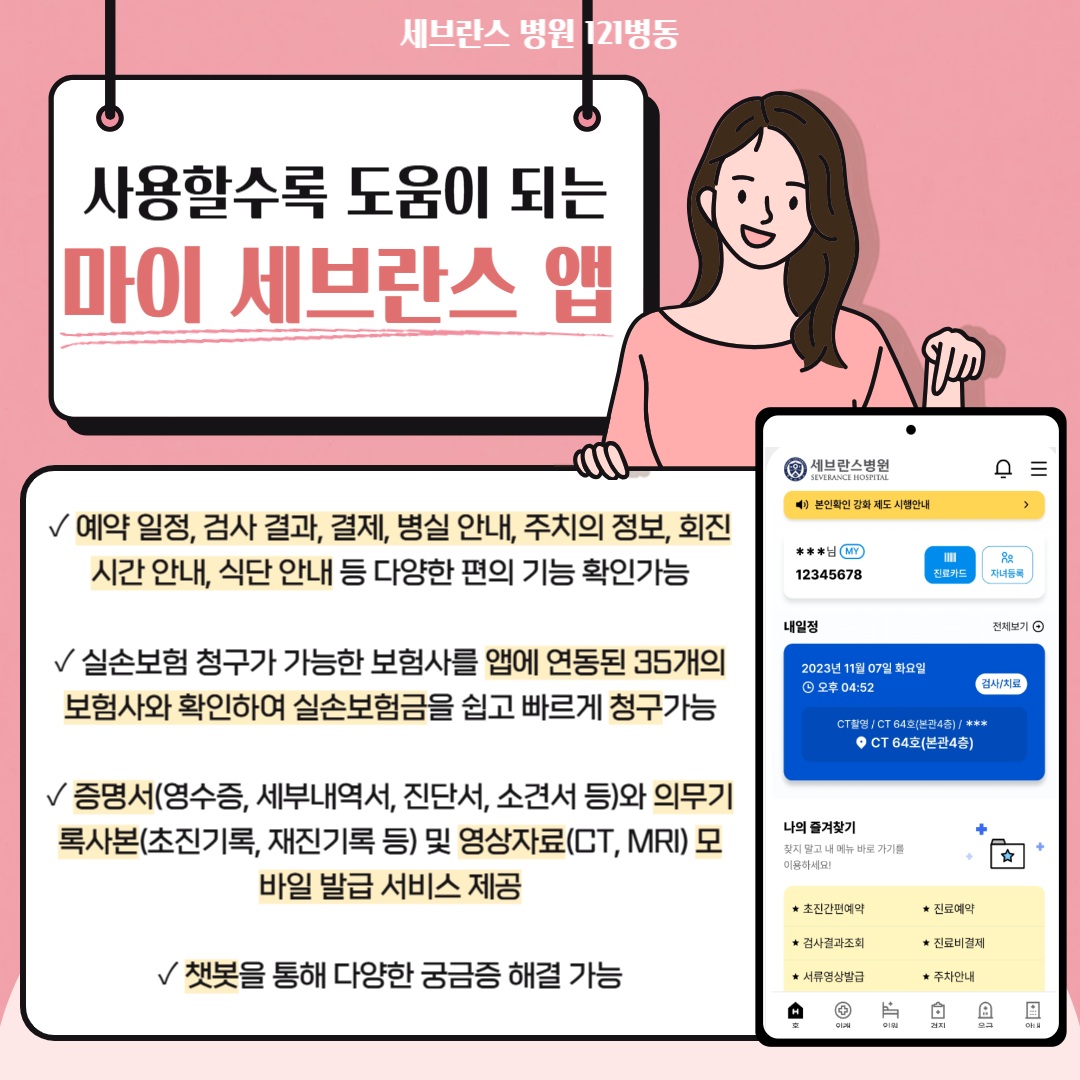 세브란스 병원 121병동
사용할수록 도움이 되는
마이 세브란스 앱
✓ 예약 일정, 검사 결과, 결제, 병실 안내, 주치의 정보, 회진
시간 안내, 식단 안내 등 다양한 편의 기능 확인가능
✓ 실손보험 청구가 가능한 보험사를 앱에 연동된 35개의
보험사와 확인하여 실손보험금을 쉽고 빠르게 청구가능
✓ 증명서(영수증, 세부내역서, 진단서, 소견서 등)와 의무기
록사본(초진기록, 재진기록 등) 및 영상자료(CT, MRI) 모
바일 발급 서비스 제공
✓ 챗봇을 통해 다양한 궁금증 해결 가능
세브란스병원
SEVERANCE HOSPITAL
본인확인 강화 제도 시행안내
***님 MY
12345678
진료카드 자녀등록
내일정 전체보기
2023년 11월 07일 화요일
오후 04:52
검사/치료
CT촬영 / CT 64호(본관4층) / ***
CT 64호(본관4층)
나의 즐겨찾기
찾지 말고 내 메뉴 바로 가기를
이용하세요!
★ 초진간편예약 ★ 진료예약
★ 검사결과조회 ★ 진료비결제
★ 서류영상발급 ★ 주차안내
홈 외래 입원 검진 응급 안내